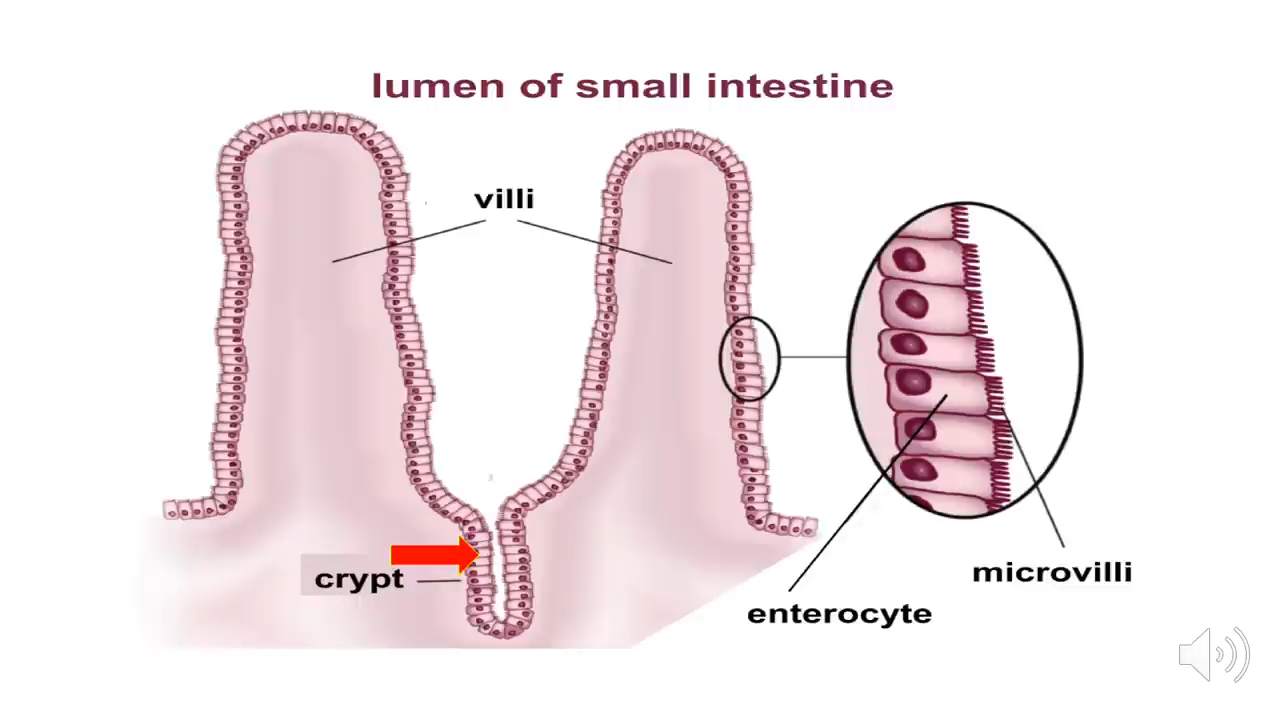 lumen of small intestine
villi
crypt
microvilli
enterocyte